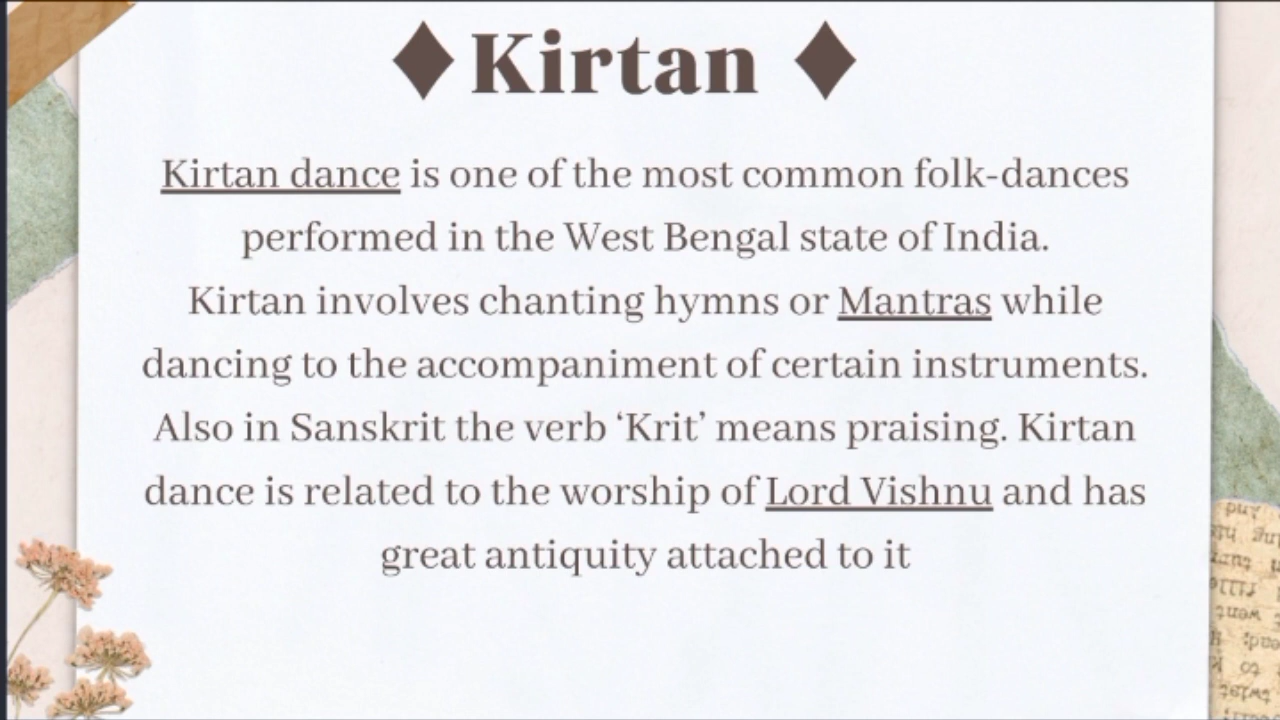 ♦Kirtan ♦
Kirtan dance is one of the most common folk-dances
performed in the West Bengal state of India.
Kirtan involves chanting hymns or Mantras while
dancing to the accompaniment of certain instruments.
Also in Sanskrit the verb ‘Krit’ means praising. Kirtan
dance is related to the worship of Lord Vishnu and has
great antiquity attached to it